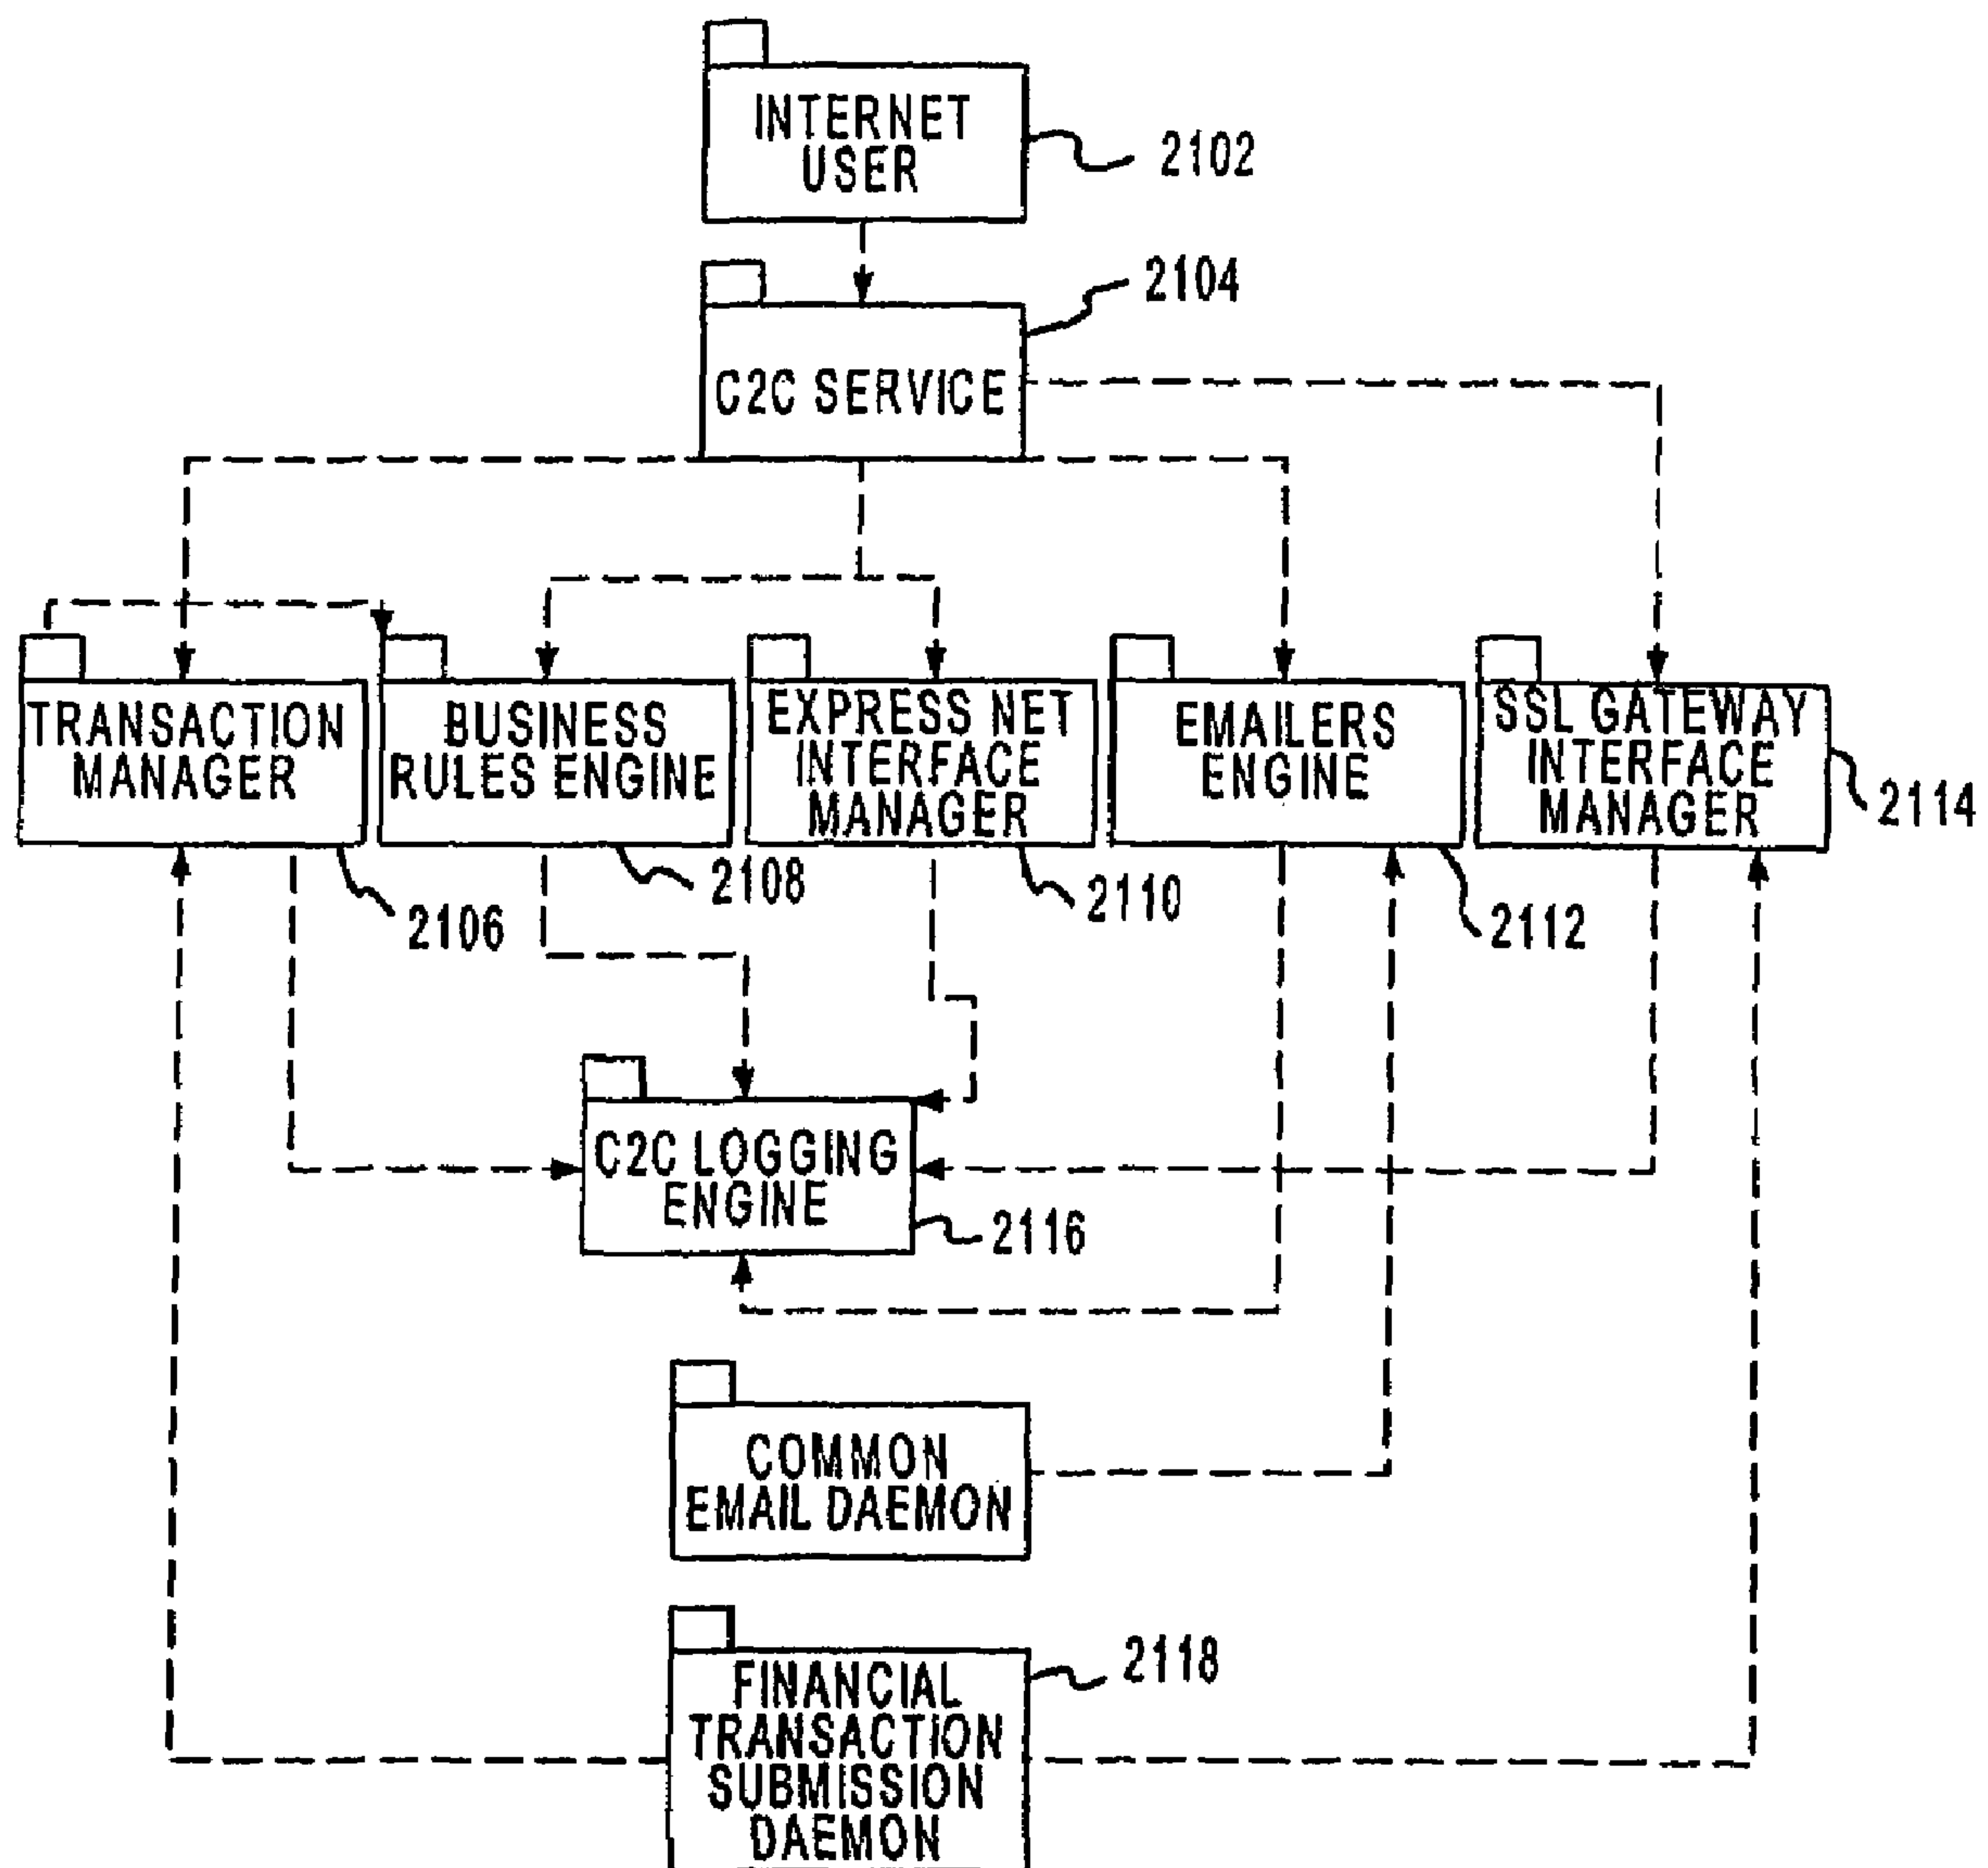 INTERNET
USER
2102
2104
C2C SERVICE
TRANSACTION
MANAGER
BUSINESS
RULES ENGINE
EXPRESS NET
INTERFACE
MANAGER
EMAILERS
ENGINE
SSL GATEWAY
INTERFACE
MANAGER
2114
2106
2108
2110
2112
C2C LOGGING
ENGINE
2116
COMMON
EMAIL DAEMON
2118
FINANCIAL
TRANSACTION
SUBMISSION
DAEMON